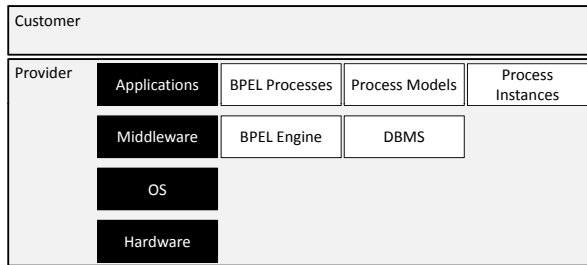 Customer
Provider
Applications
BPEL Processes
Process Models
Process
Instances
Middleware
BPEL Engine
DBMS
OS
Hardware